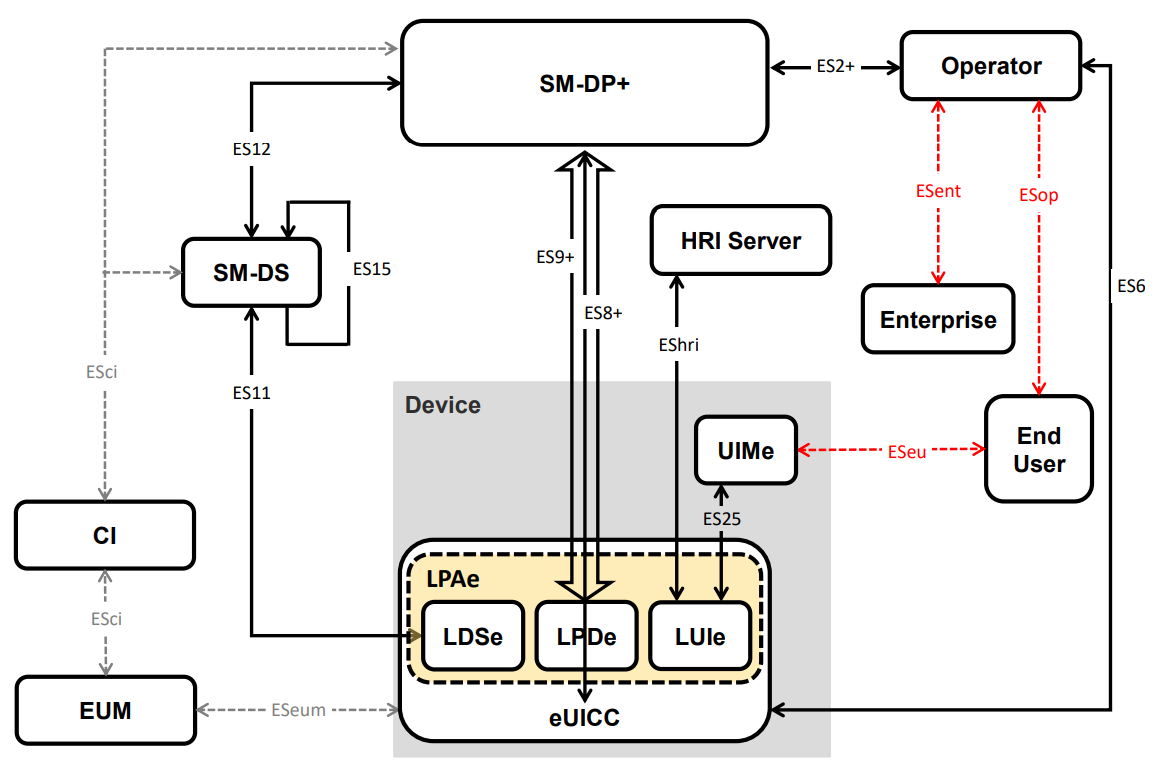 SM-DP+
ES2+
Operator
ES12
ESent
ESop
HRI Server
SM-DS
ES15
ES9+
ES8+
ES6
Enterprise
EShri
ESci
ES11
Device
End
User
UIMe
ESeu
ES25
CI
LPAe
ESci
LDSe
LPDe
LUIe
EUM
ESeum
eUICC